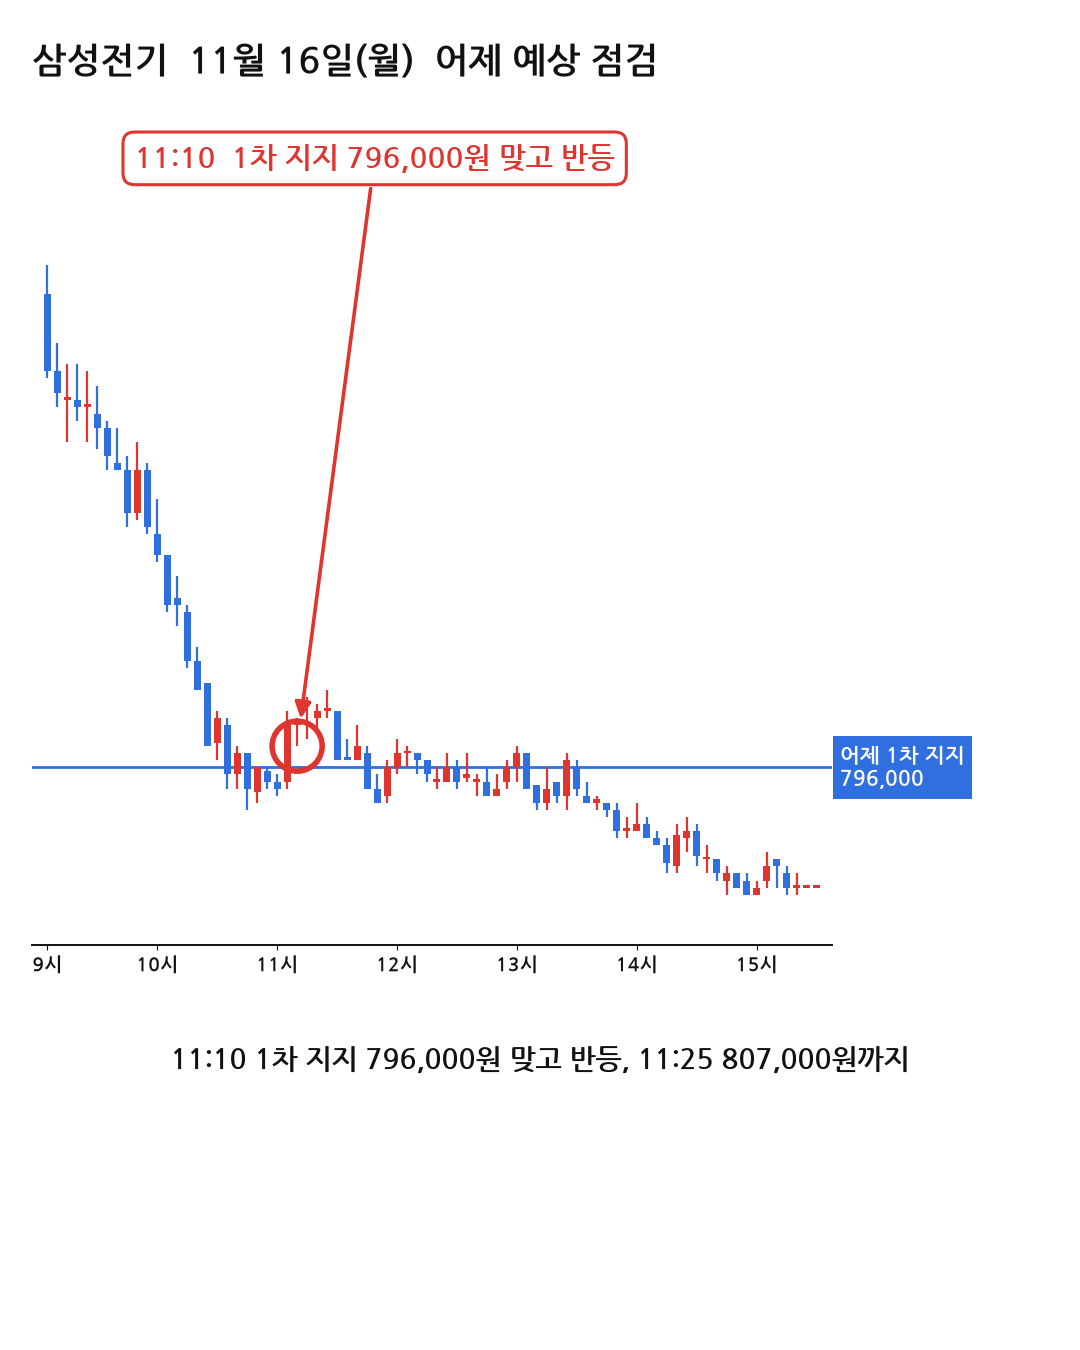 삼성전기 11월 16일(월) 어제 예상 점검
11:10 1차 지지 796,000원 맞고 반등
어제 1차 지지
796,000
9시 10시 11시 12시 13시 14시 15시
11:10 1차 지지 796,000원 맞고 반등, 11:25 807,000원까지